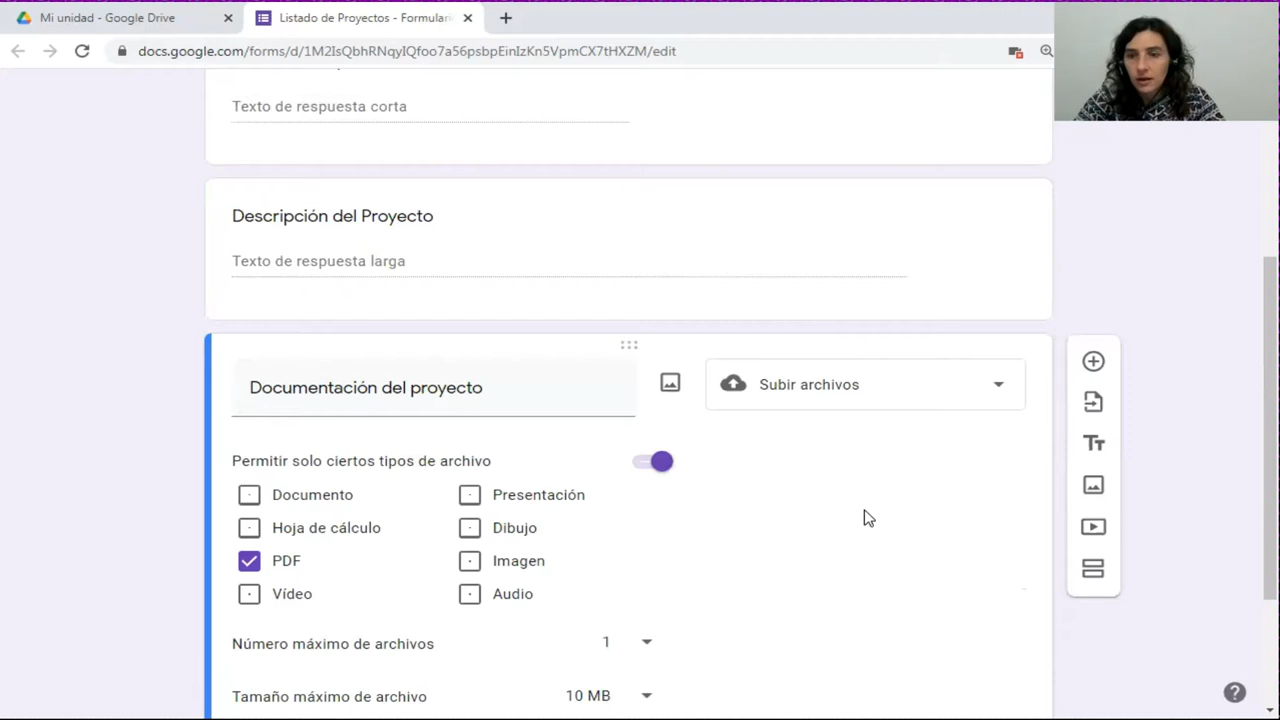 Mi unidad - Google Drive
Listado de Proyectos - Formular
docs.google.com/forms/d/1M2IsQbhRNqyIQfoo7a56psbpEinIzKn5VpmCX7tHXZM/edit
Texto de respuesta corta
Descripción del Proyecto
Texto de respuesta larga
Documentación del proyecto
Subir archivos
Permitir solo ciertos tipos de archivo
Documento
Presentación
Hoja de cálculo
Dibujo
PDF
Imagen
Vídeo
Audio
Número máximo de archivos 1
Tamaño máximo de archivo 10 MB